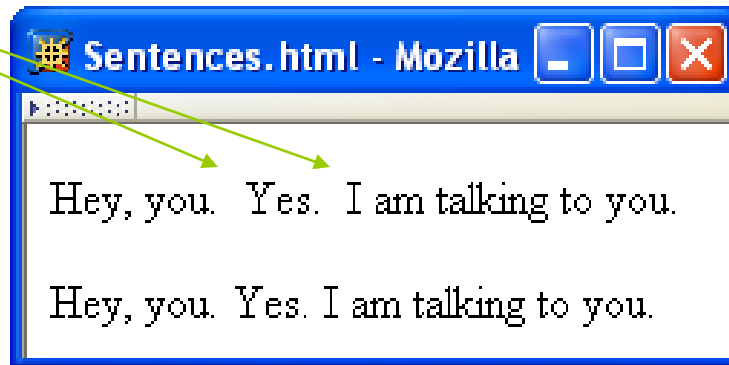 Sentences.html - Mozilla
Hey, you.  Yes.  I am talking to you.
Hey, you. Yes. I am talking to you.